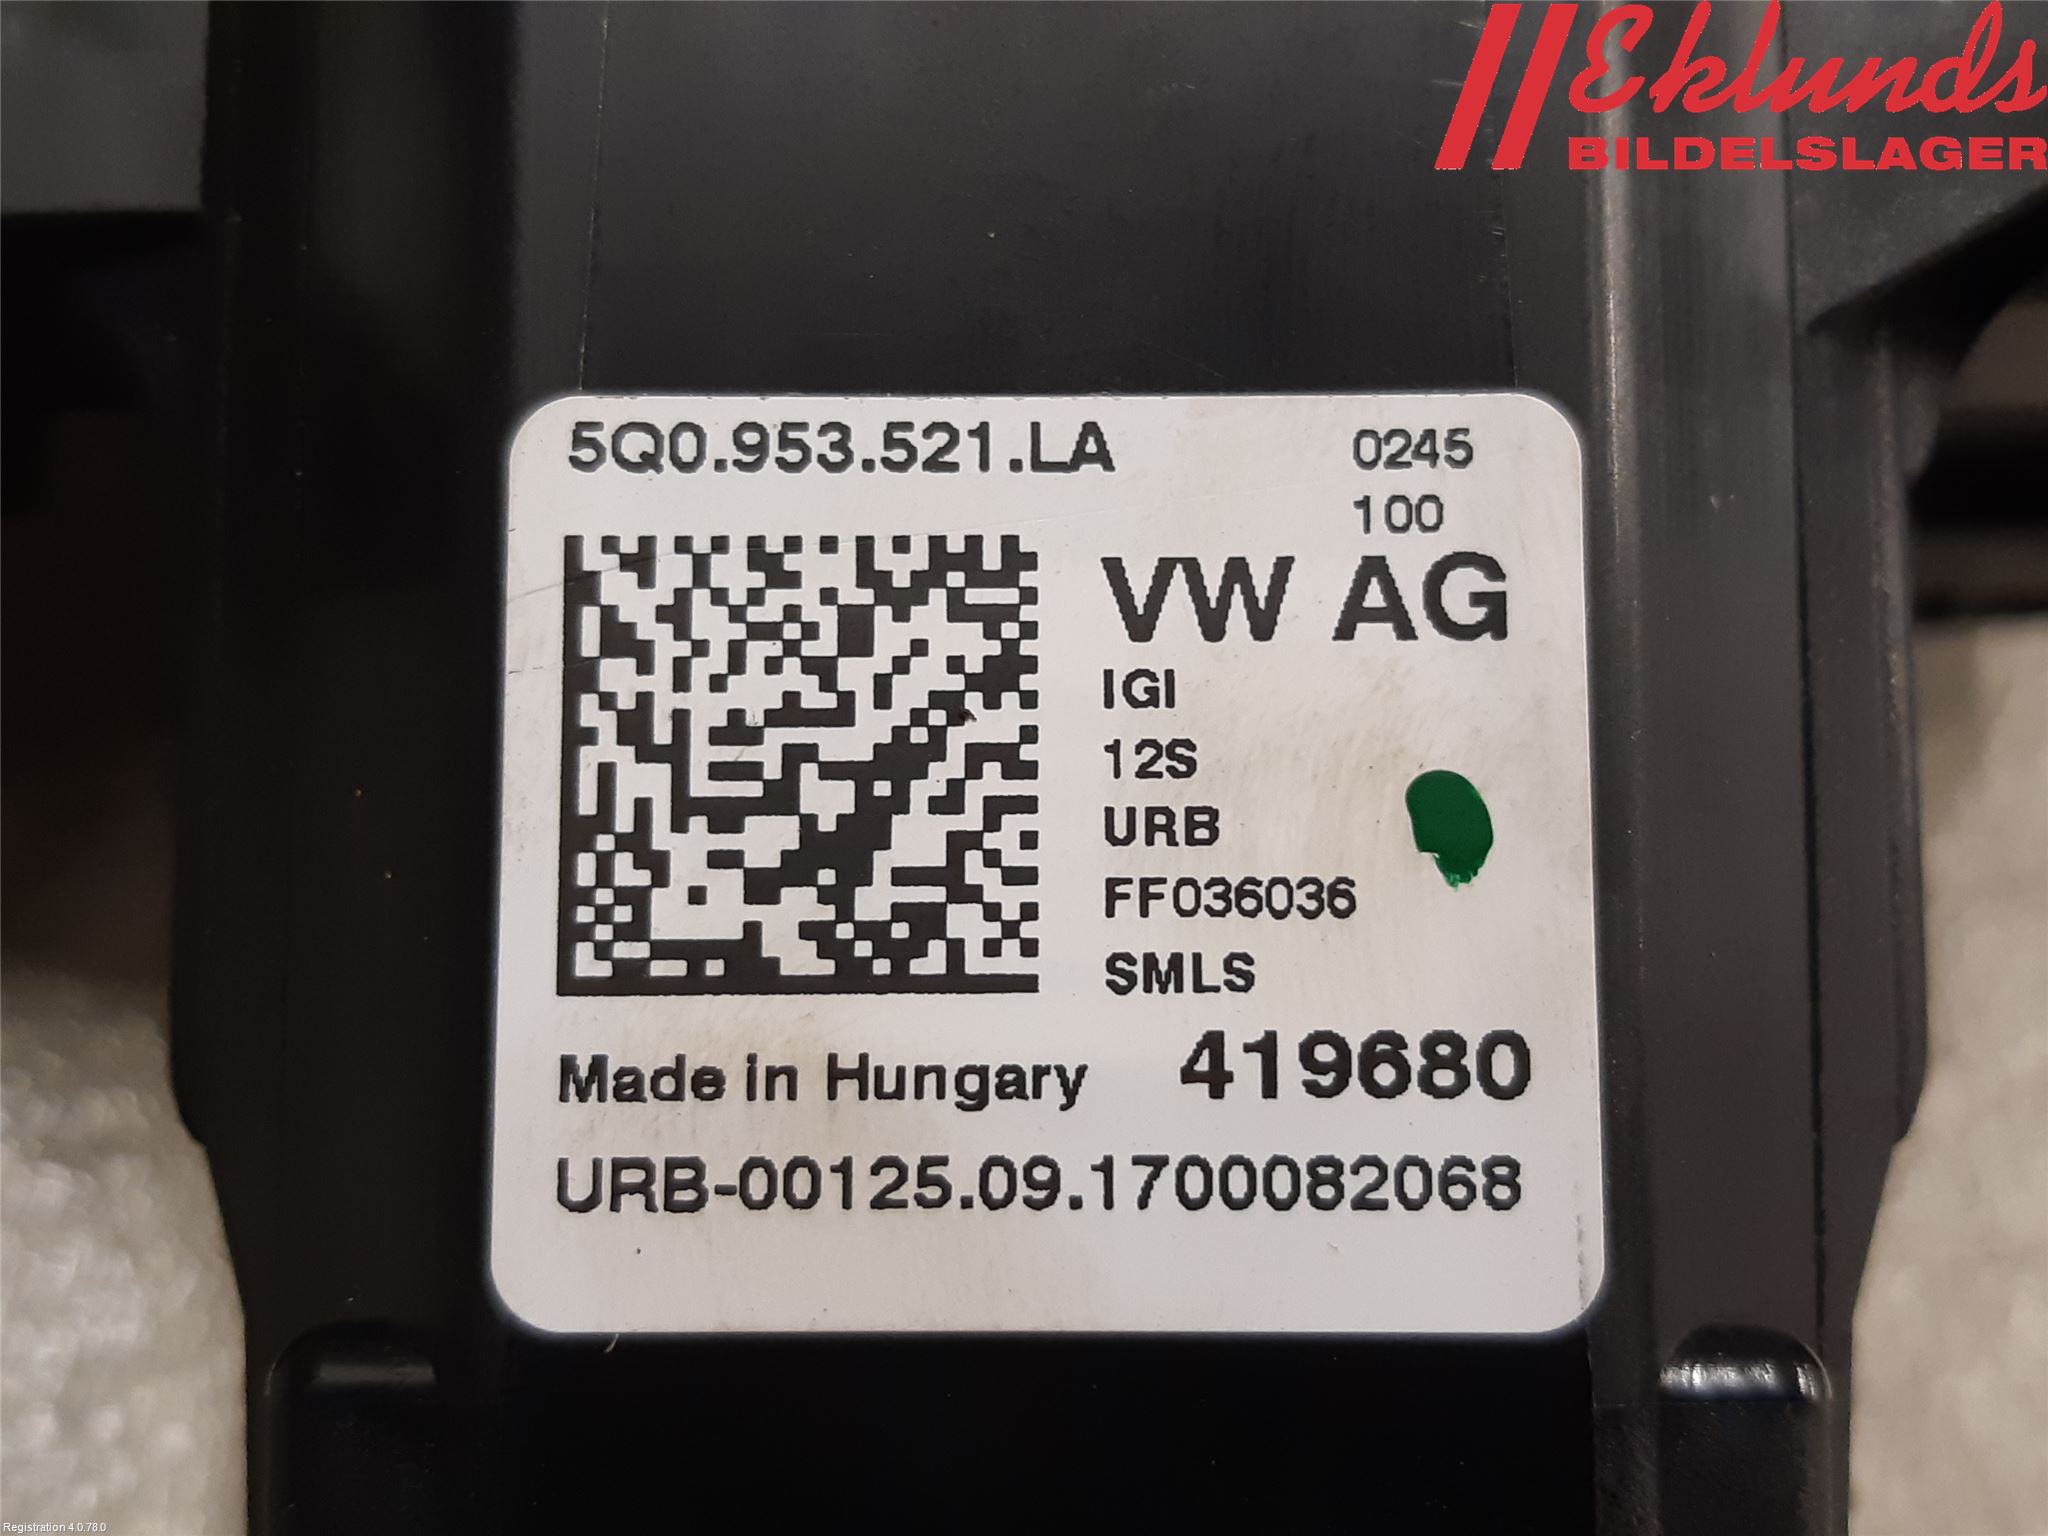 Eklunds
BILDELSLAGER
5Q0.953.521.LA
0245
100
VW AG
IGI
12S
URB
FF036036
SMLS
Made in Hungary
419680
URB-00125.09.1700082068
Registration 4.0.78.0